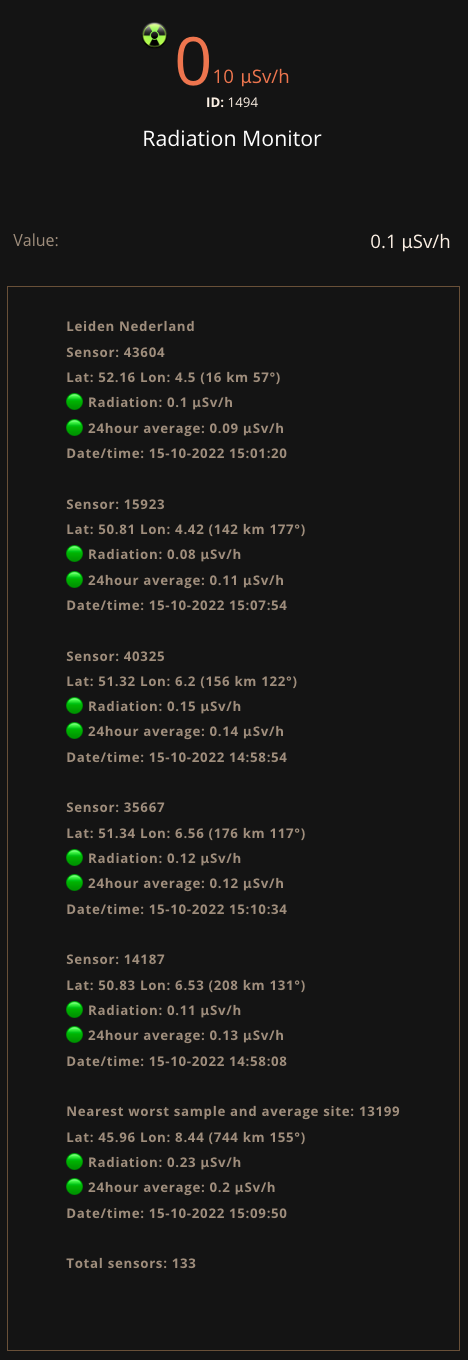 0 10 µSv/h
ID: 1494
Radiation Monitor
Value: 0.1 µSv/h
Leiden Nederland
Sensor: 43604
Lat: 52.16 Lon: 4.5 (16 km 57°)
Radiation: 0.1 µSv/h
24hour average: 0.09 µSv/h
Date/time: 15-10-2022 15:01:20
Sensor: 15923
Lat: 50.81 Lon: 4.42 (142 km 177°)
Radiation: 0.08 µSv/h
24hour average: 0.11 µSv/h
Date/time: 15-10-2022 15:07:54
Sensor: 40325
Lat: 51.32 Lon: 6.2 (156 km 122°)
Radiation: 0.15 µSv/h
24hour average: 0.14 µSv/h
Date/time: 15-10-2022 14:58:54
Sensor: 35667
Lat: 51.34 Lon: 6.56 (176 km 117°)
Radiation: 0.12 µSv/h
24hour average: 0.12 µSv/h
Date/time: 15-10-2022 15:10:34
Sensor: 14187
Lat: 50.83 Lon: 6.53 (208 km 131°)
Radiation: 0.11 µSv/h
24hour average: 0.13 µSv/h
Date/time: 15-10-2022 14:58:08
Nearest worst sample and average site: 13199
Lat: 45.96 Lon: 8.44 (744 km 155°)
Radiation: 0.23 µSv/h
24hour average: 0.2 µSv/h
Date/time: 15-10-2022 15:09:50
Total sensors: 133